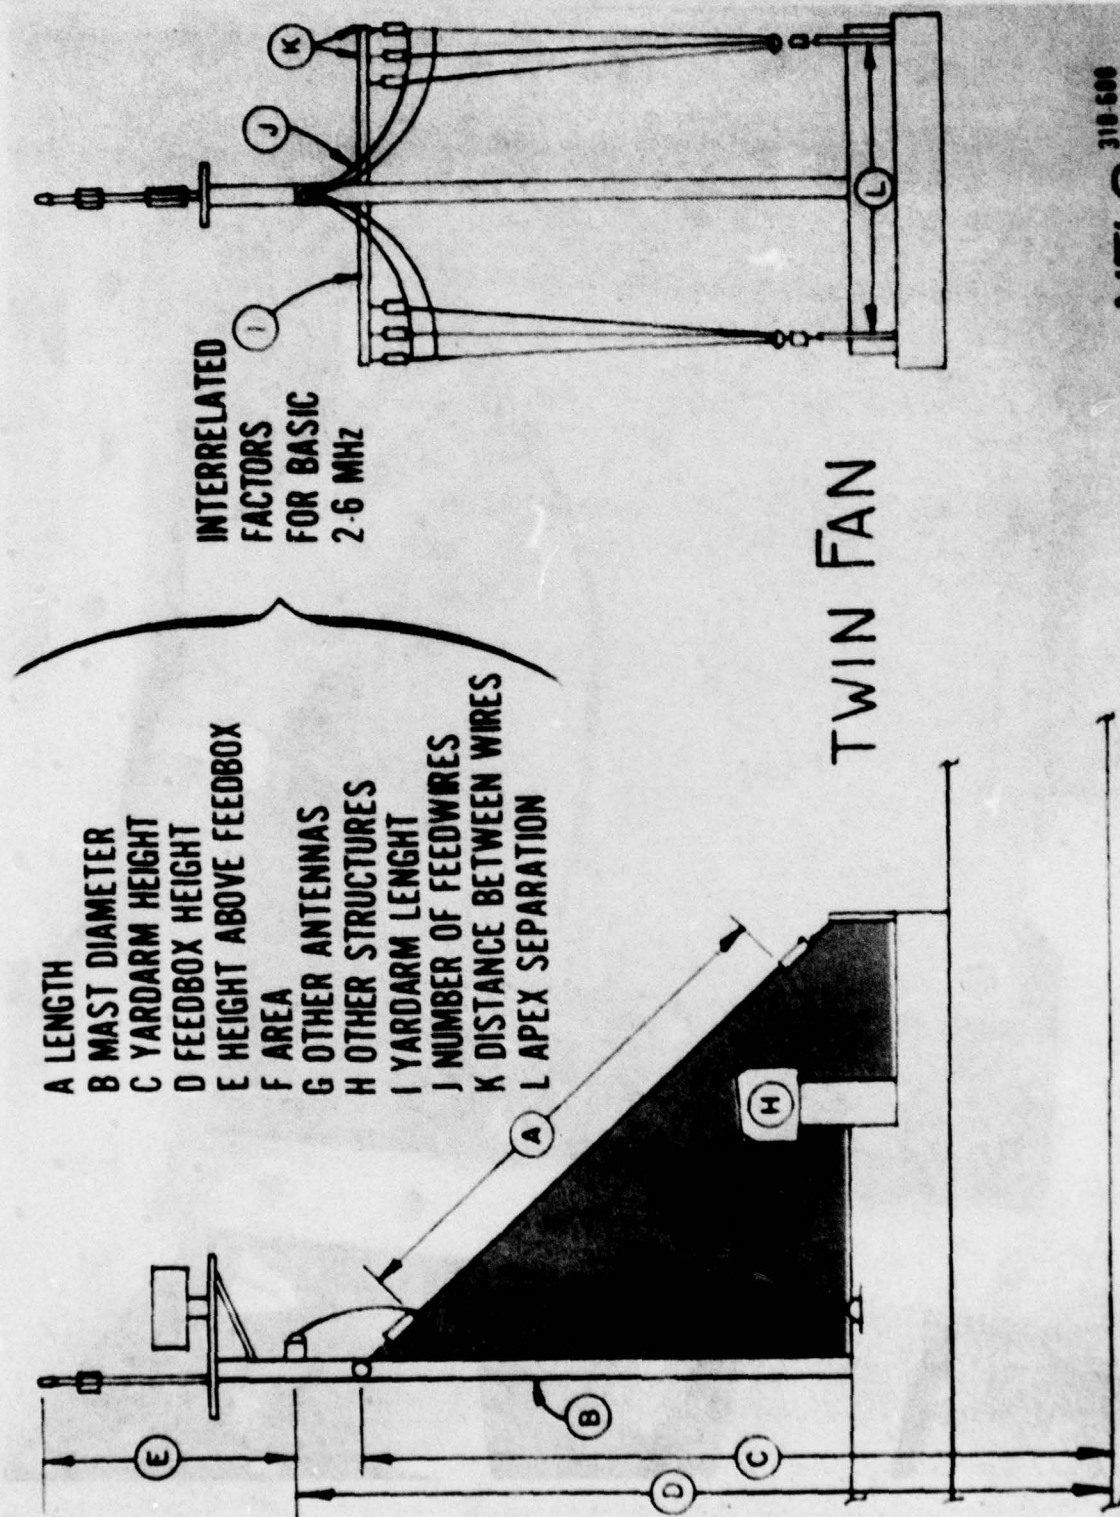 A LENGTH
B MAST DIAMETER
C YARDARM HEIGHT
D FEEDBOX HEIGHT
E HEIGHT ABOVE FEEDBOX
F AREA
G OTHER ANTENNAS
H OTHER STRUCTURES
I YARDARM LENGHT
J NUMBER OF FEEDWIRES
K DISTANCE BETWEEN WIRES
L APEX SEPARATION
INTERRELATED
FACTORS
FOR BASIC
2-6 MHz
E
A
B
C
D
H
I
J
K
L
TWIN FAN
310-600